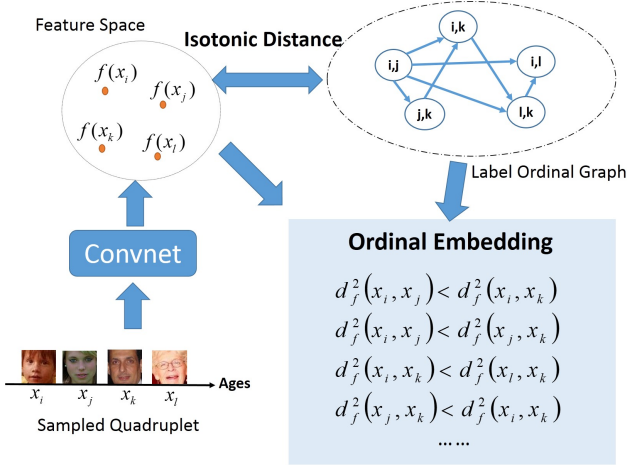 Feature Space
Isotonic Distance
f(x_i)
f(x_j)
f(x_k)
f(x_l)
i,k
i,j
i,l
j,k
l,k
Label Ordinal Graph
Convnet
Ordinal Embedding
d_f^2(x_i, x_j) < d_f^2(x_i, x_k)
d_f^2(x_i, x_j) < d_f^2(x_j, x_k)
d_f^2(x_i, x_k) < d_f^2(x_l, x_k)
d_f^2(x_j, x_k) < d_f^2(x_i, x_k)
……
Ages
x_i x_j x_k x_l
Sampled Quadruplet